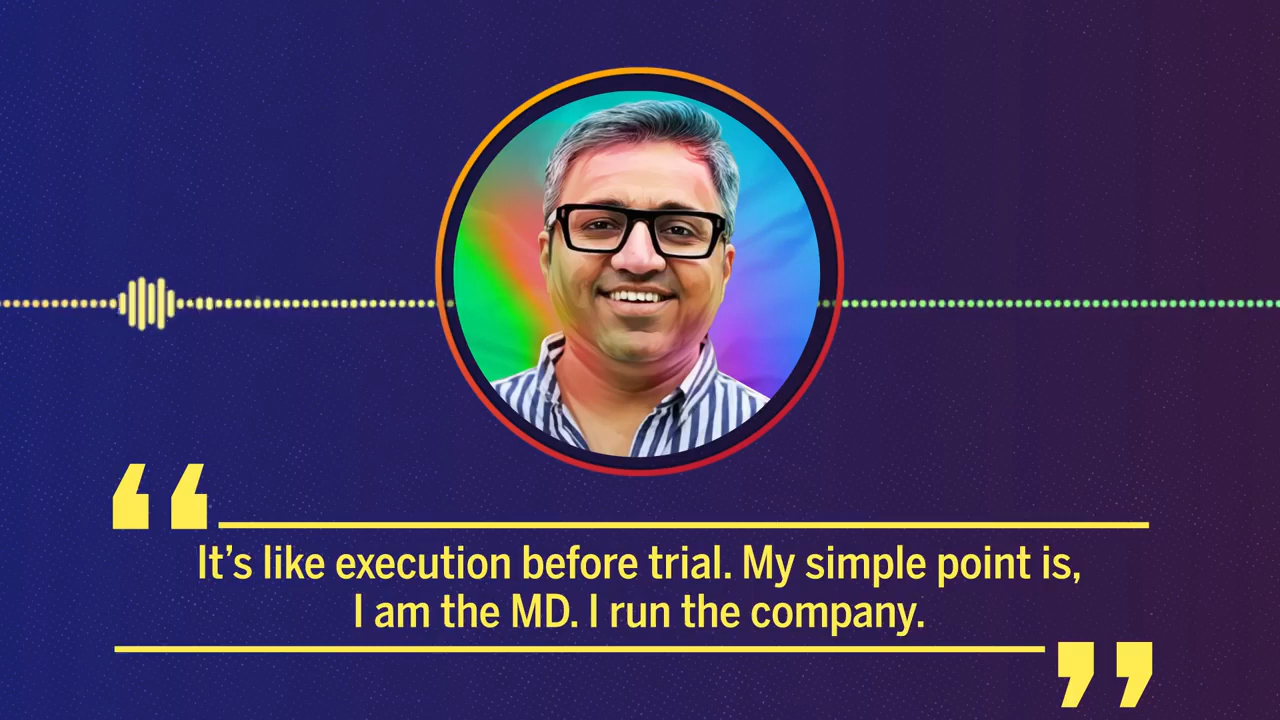 “
It’s like execution before trial. My simple point is,
I am the MD. I run the company.
”